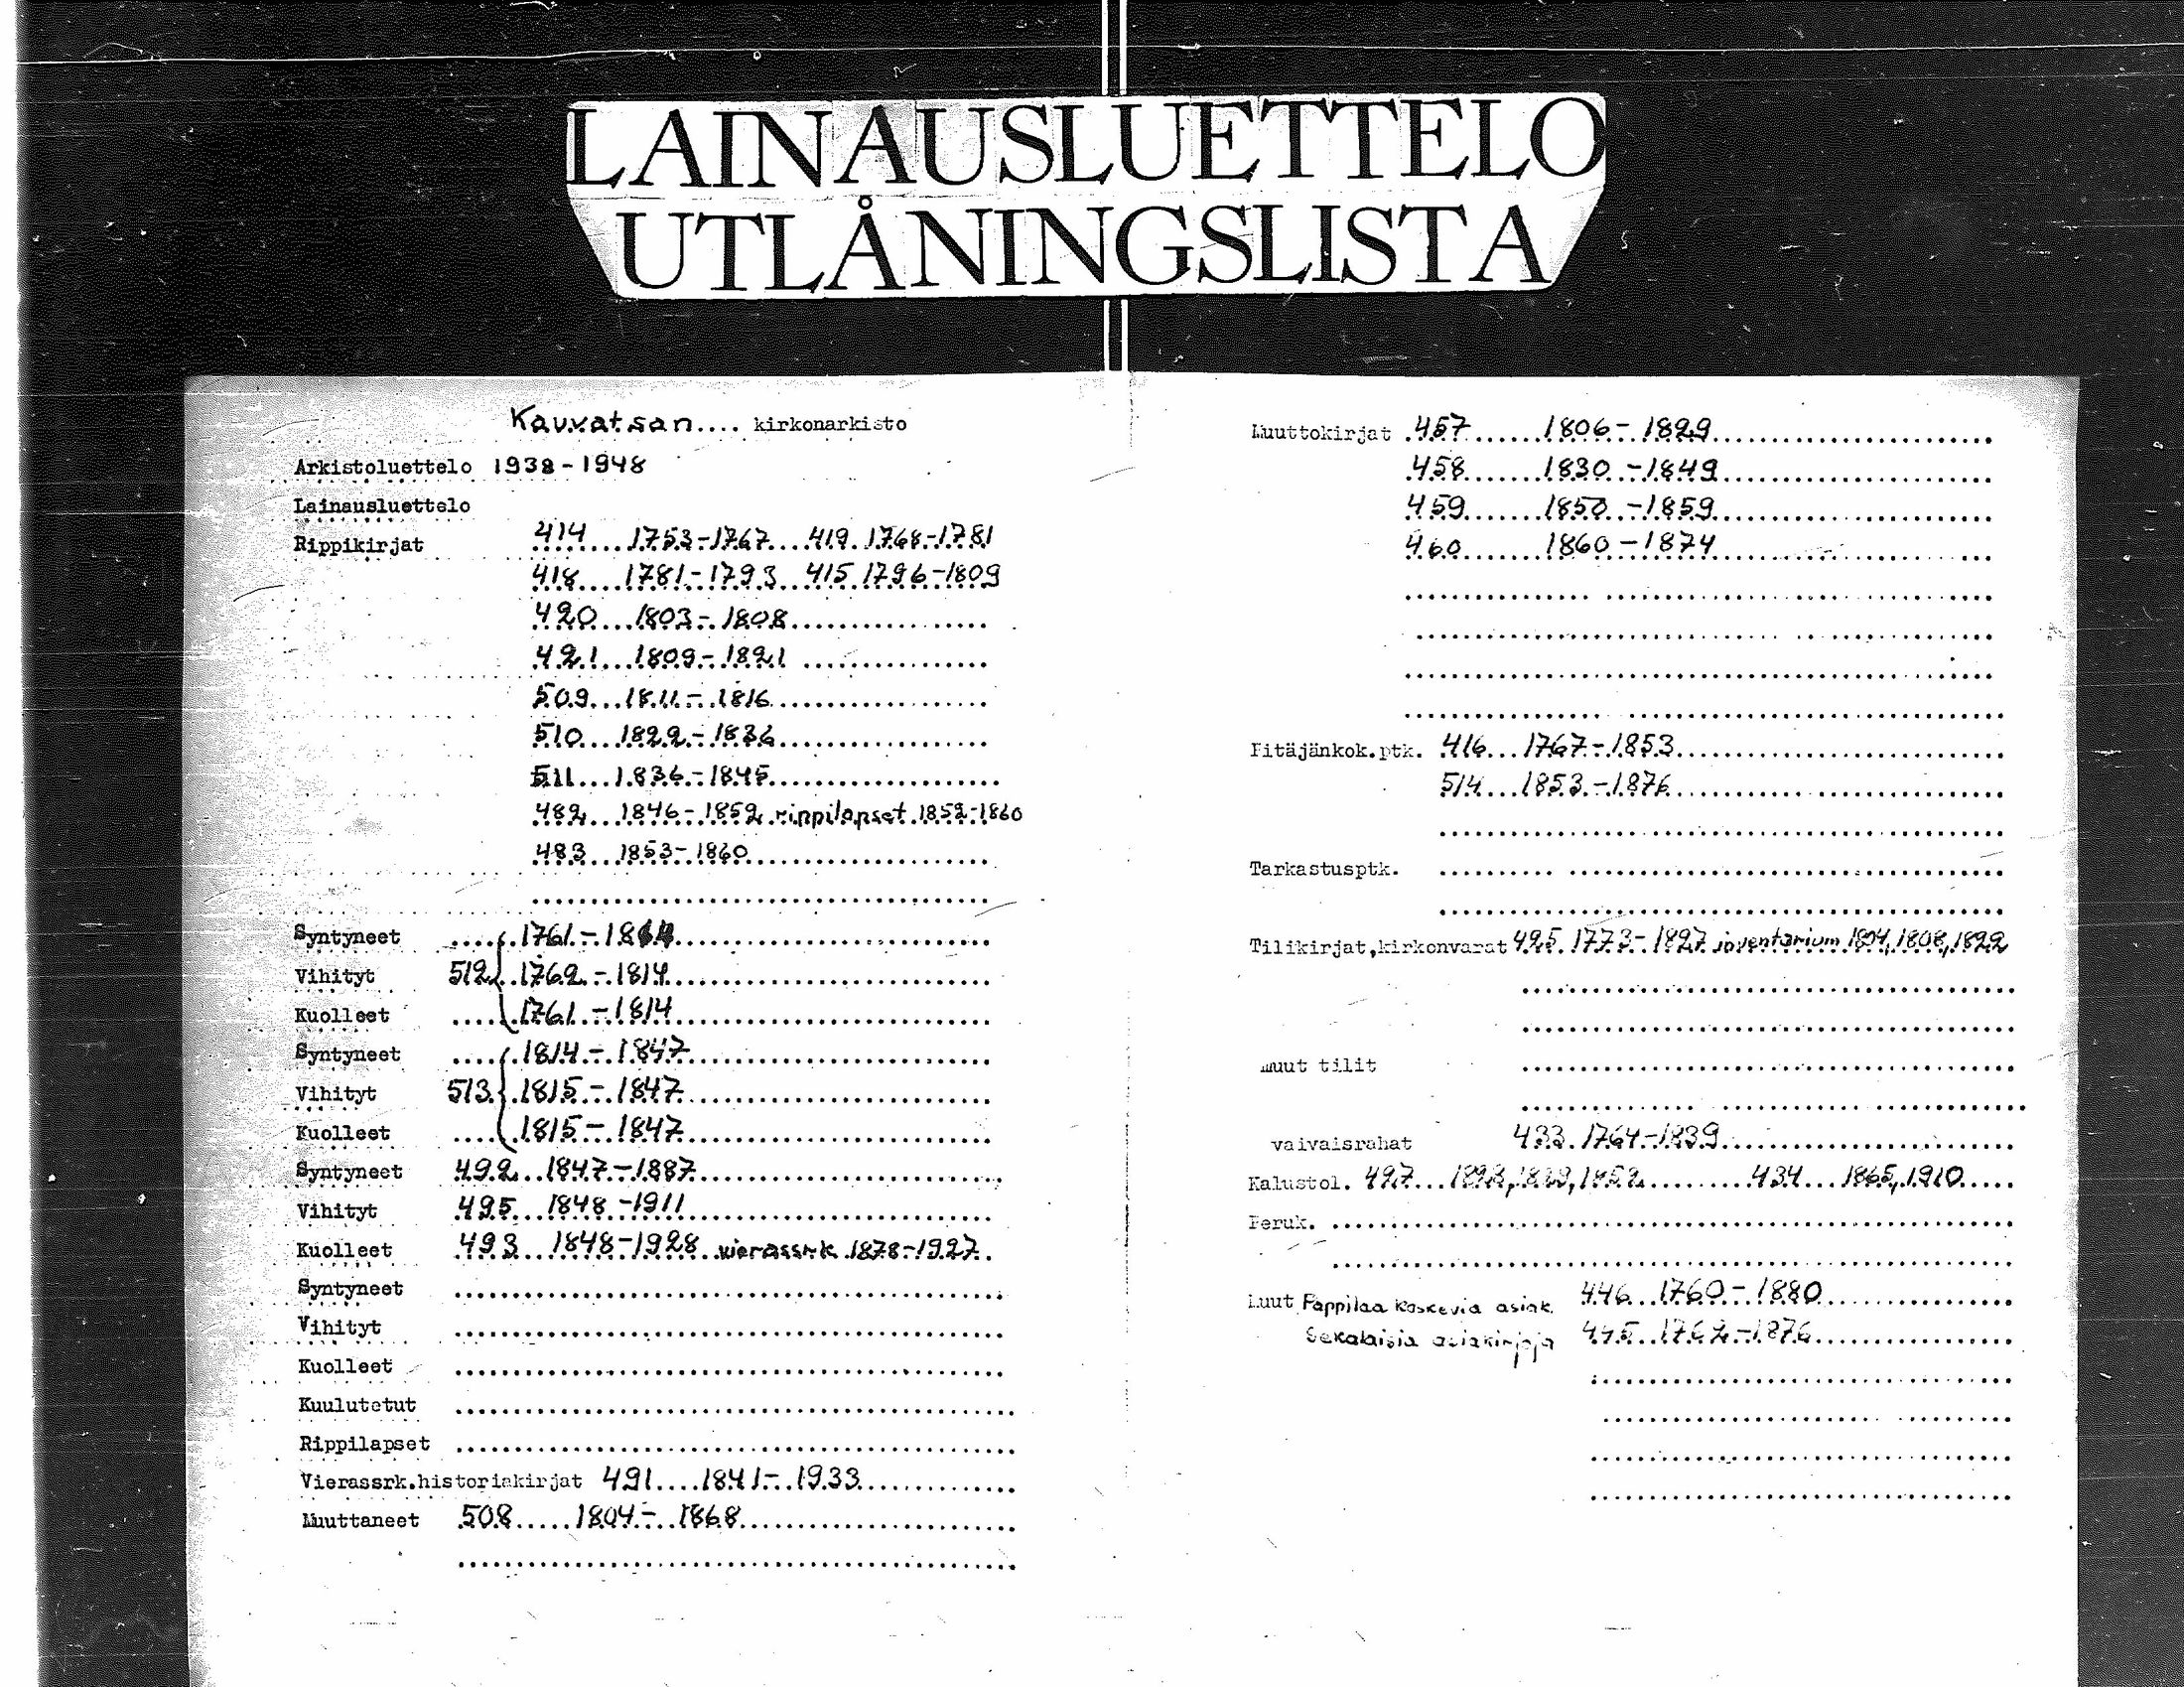 LAINAUSLUETTELO
UTLÅNINGSLISTA
Kauvatsan.... kirkonarkisto
Arkistoluettelo 1938-1948
Lainausluettelo
Rippikirjat 414 1753-1767 419 1768-1781
418 1781-1793 415 1796-1809
420 1803-1808
421 1809-1821
509 1811-1816
510 1822-1836
511 1836-1845
482 1846-1852 rippilapset 1852-1860
483 1853-1860
Syntyneet 1761-1814
Vihityt 512 1762-1814
Kuolleet 1761-1814
Syntyneet 1814-1847
Vihityt 513 1815-1847
Kuolleet 1815-1847
Syntyneet 492 1847-1887
Vihityt 495 1848-1911
Kuolleet 493 1848-1928 vierassrk 1878-1927
Syntyneet
Vihityt
Kuolleet
Kuulutetut
Rippilapset
Vierassrk.historiakirjat 491 1841-1933
Muuttaneet 508 1804-1868
Muuttokirjat 457 1806-1829
458 1830-1849
459 1850-1859
460 1860-1874
Pitäjänkok.ptk. 416 1767-1853
514 1853-1876
Tarkastusptk.
Tilikirjat,kirkonvarat 425 1773-1827 inventarium 1804, 1808, 1822
muut tilit
vaivaisrahat 433 1764-1839
Kalustol. 497 1852 434 1865, 1910
Peruk.
Muut Pappilaa koskevia asiak. 446 1760-1880
Sekalaisia asiakirjoja 445 1762-1876